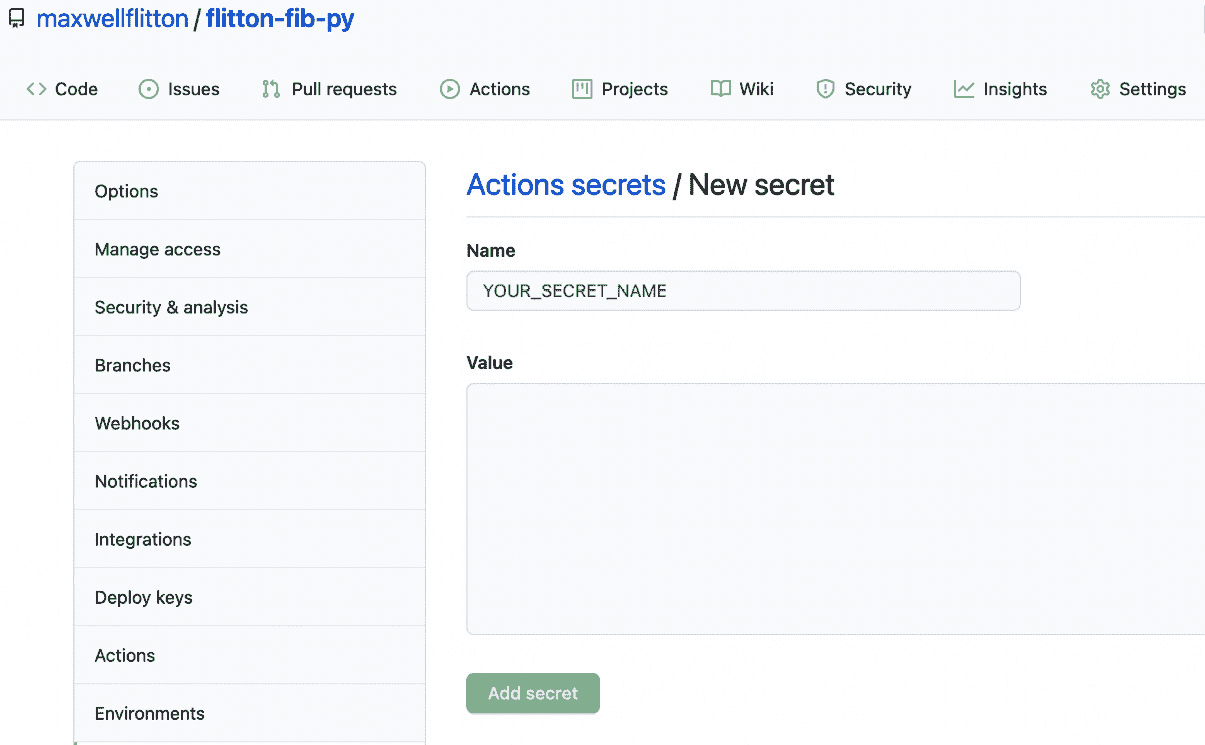 maxwellflitton / flitton-fib-py
Code Issues Pull requests Actions Projects Wiki Security Insights Settings
Options
Manage access
Security & analysis
Branches
Webhooks
Notifications
Integrations
Deploy keys
Actions
Environments
Actions secrets / New secret
Name
YOUR_SECRET_NAME
Value
Add secret